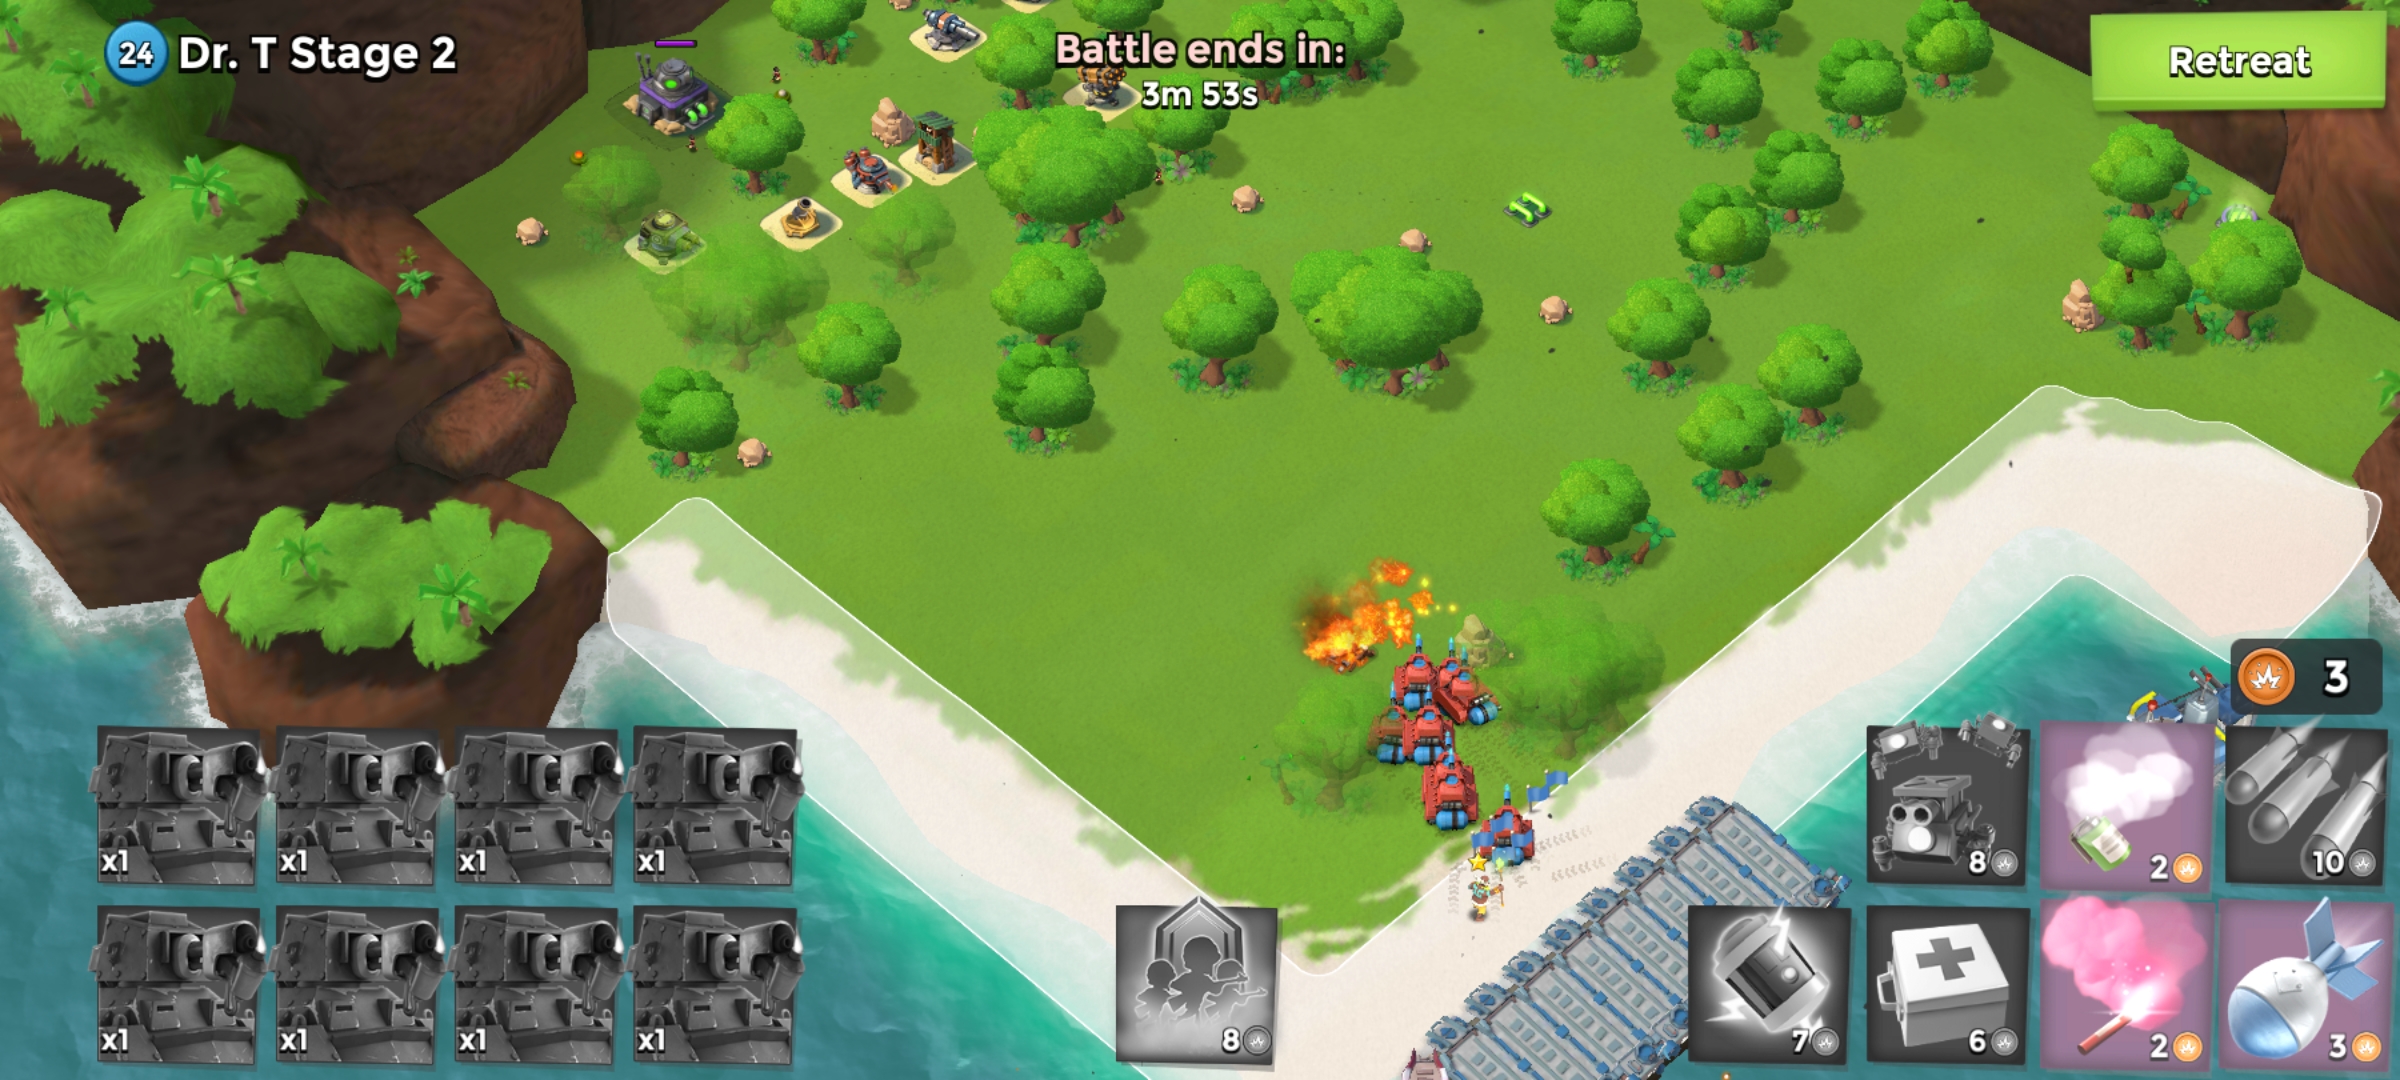 24 Dr. T Stage 2
Battle ends in:
3m 53s
Retreat
3
x1 x1 x1 x1
8 2 10
x1 x1 x1 x1
8 7 6 2 3